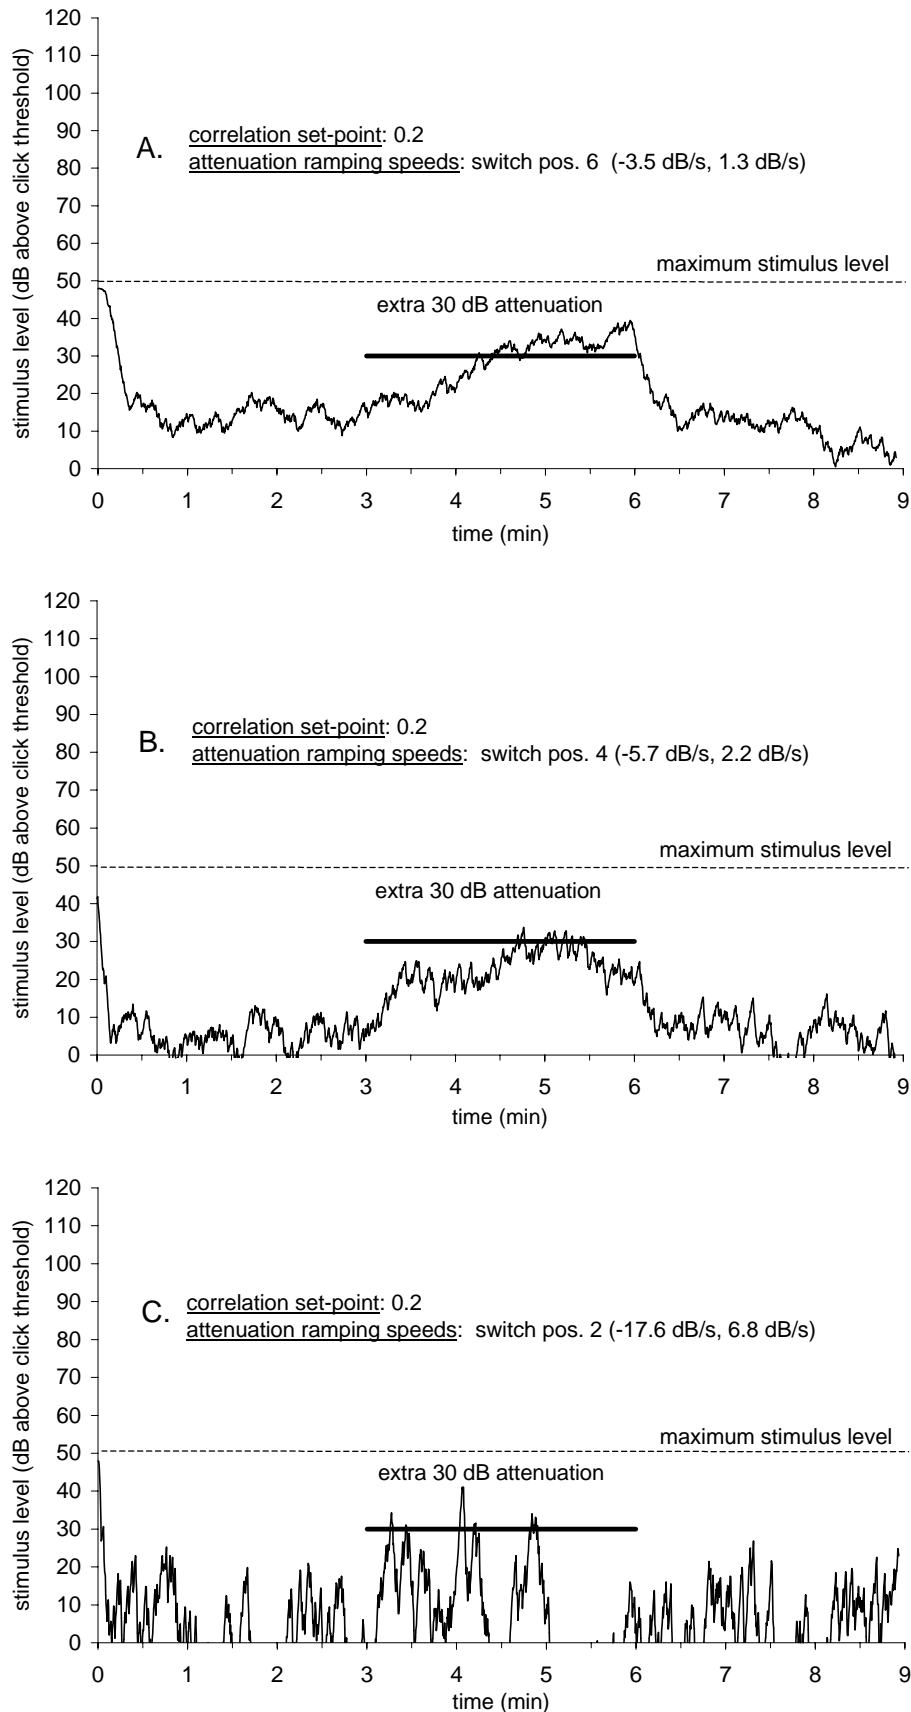 120
110
100
90
80
70
60
50
40
30
20
10
0
stimulus level (dB above click threshold)
A.
correlation set-point: 0.2
attenuation ramping speeds: switch pos. 6 (-3.5 dB/s, 1.3 dB/s)
maximum stimulus level
extra 30 dB attenuation
0 1 2 3 4 5 6 7 8 9
time (min)
120
110
100
90
80
70
60
50
40
30
20
10
0
stimulus level (dB above click threshold)
B.
correlation set-point: 0.2
attenuation ramping speeds: switch pos. 4 (-5.7 dB/s, 2.2 dB/s)
maximum stimulus level
extra 30 dB attenuation
0 1 2 3 4 5 6 7 8 9
time (min)
120
110
100
90
80
70
60
50
40
30
20
10
0
stimulus level (dB above click threshold)
C.
correlation set-point: 0.2
attenuation ramping speeds: switch pos. 2 (-17.6 dB/s, 6.8 dB/s)
maximum stimulus level
extra 30 dB attenuation
0 1 2 3 4 5 6 7 8 9
time (min)